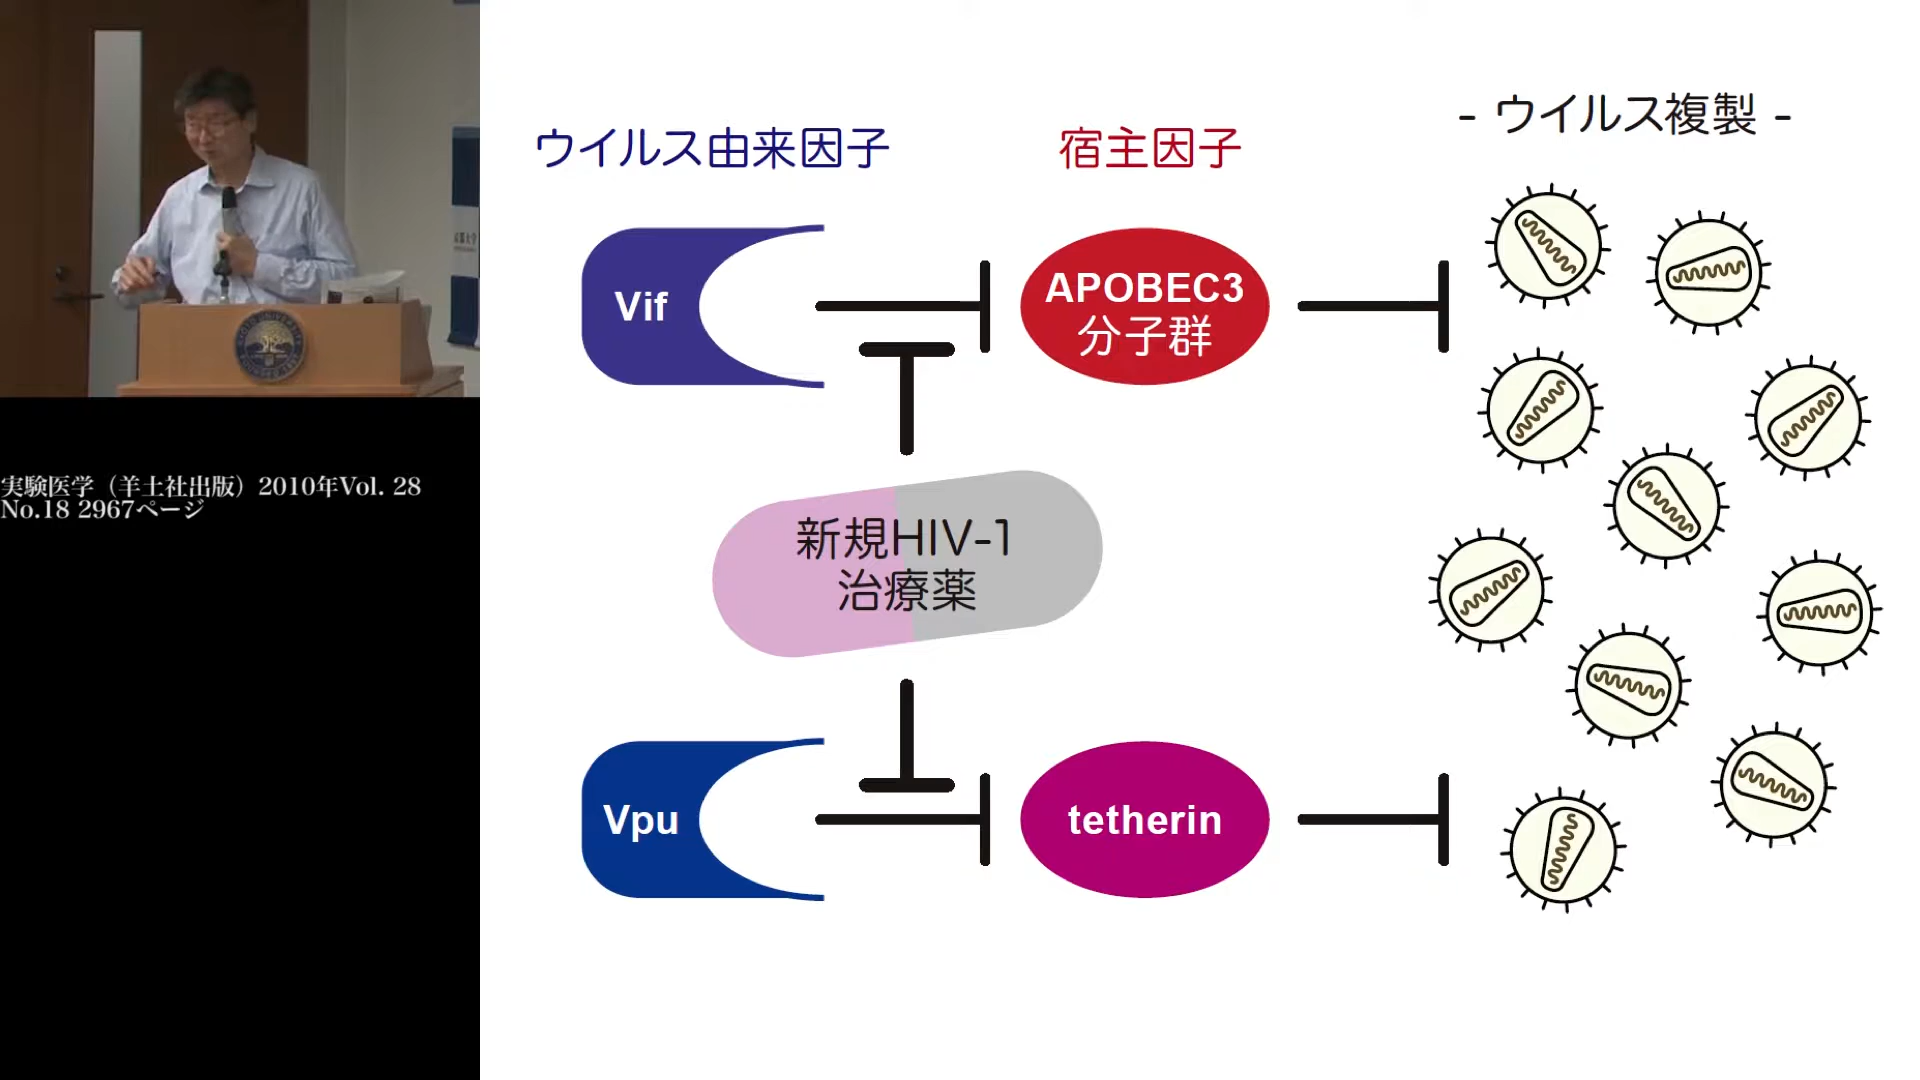 - ウイルス複製 -
ウイルス由来因子
宿主因子
Vif
APOBEC3
分子群
新規HIV-1
治療薬
Vpu
tetherin
実験医学（羊土社出版）2010年Vol. 28
No.18 2967ページ